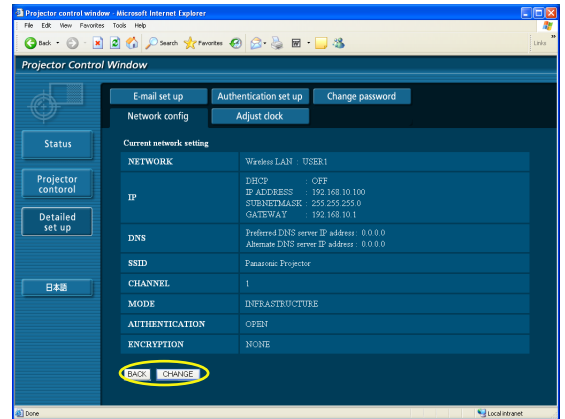 Projector control window - Microsoft Internet Explorer
File Edit View Favorites Tools Help
Back Search Favorites Links
Projector Control Window
E-mail set up Authentication set up Change password
Network config Adjust clock
Status
Projector contorol
Detailed set up
日本語
Current network setting
NETWORK Wireless LAN : USER1
IP
DHCP : OFF
IP ADDRESS : 192.168.10.100
SUBNETMASK : 255.255.255.0
GATEWAY : 192.168.10.1
DNS
Preferred DNS server IP address : 0.0.0.0
Alternate DNS server IP address : 0.0.0.0
SSID Panasonic Projector
CHANNEL 1
MODE INFRASTRUCTURE
AUTHENTICATION OPEN
ENCRYPTION NONE
BACK CHANGE
Done Local intranet